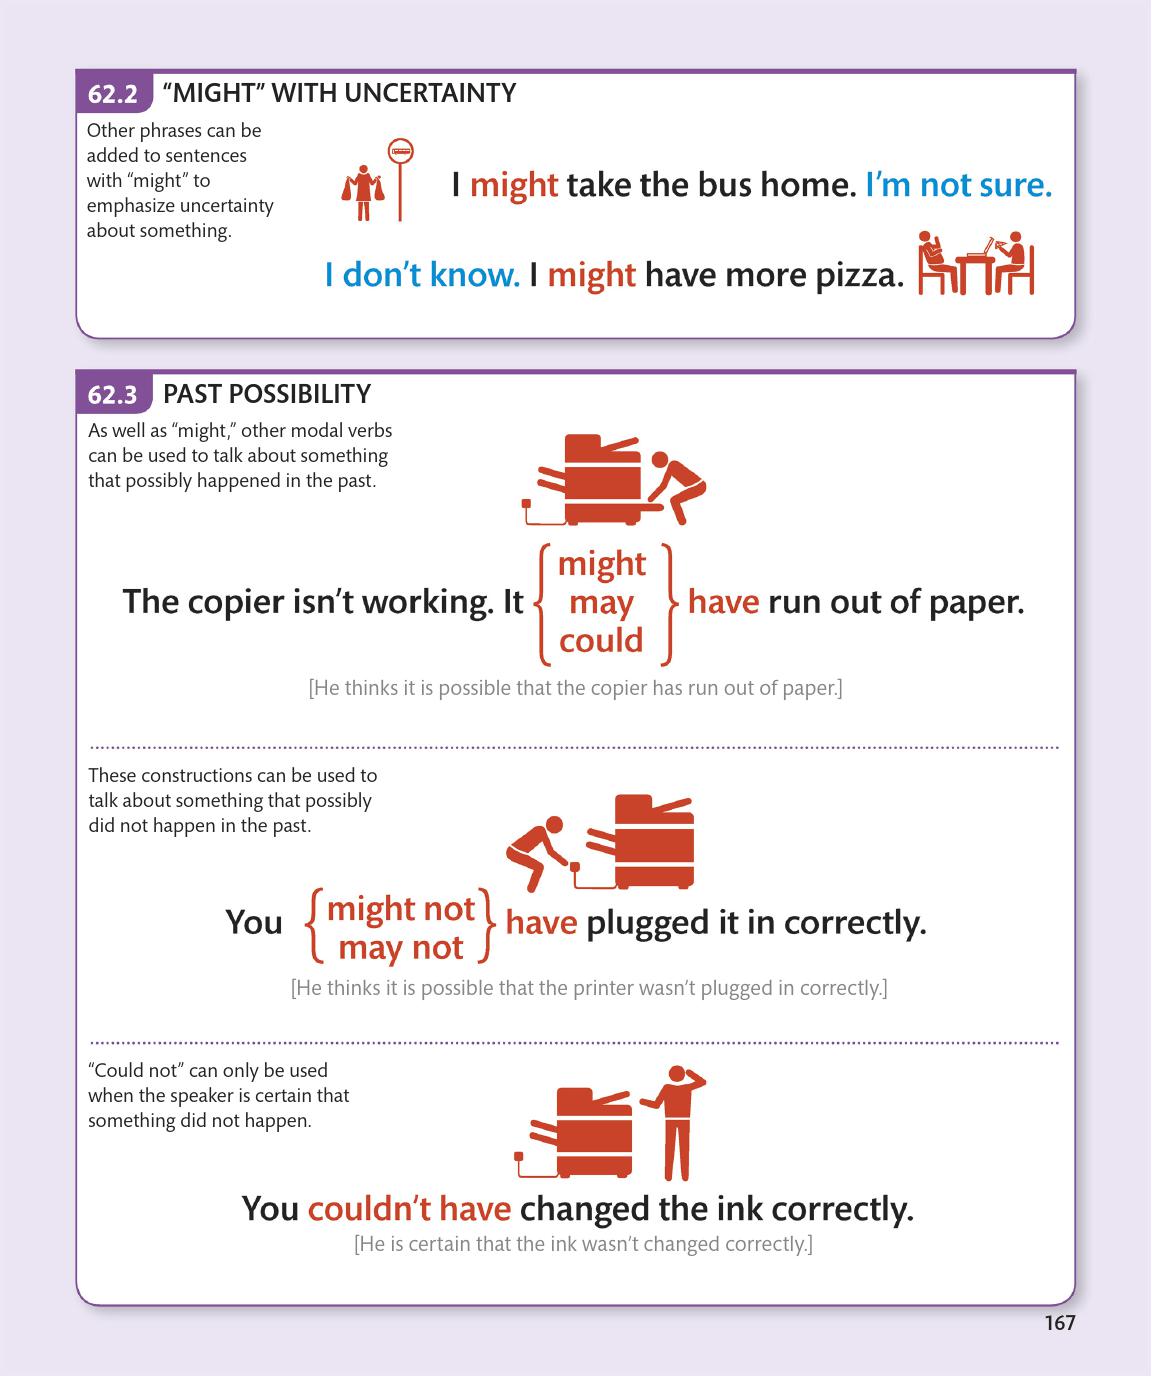 62.2 “MIGHT” WITH UNCERTAINTY
Other phrases can be
added to sentences
with “might” to
emphasize uncertainty
about something.
I might take the bus home. I’m not sure.
I don’t know. I might have more pizza.
62.3 PAST POSSIBILITY
As well as “might,” other modal verbs
can be used to talk about something
that possibly happened in the past.
might
The copier isn’t working. It { may } have run out of paper.
could
[He thinks it is possible that the copier has run out of paper.]
These constructions can be used to
talk about something that possibly
did not happen in the past.
might not
You { } have plugged it in correctly.
may not
[He thinks it is possible that the printer wasn’t plugged in correctly.]
“Could not” can only be used
when the speaker is certain that
something did not happen.
You couldn’t have changed the ink correctly.
[He is certain that the ink wasn’t changed correctly.]
167